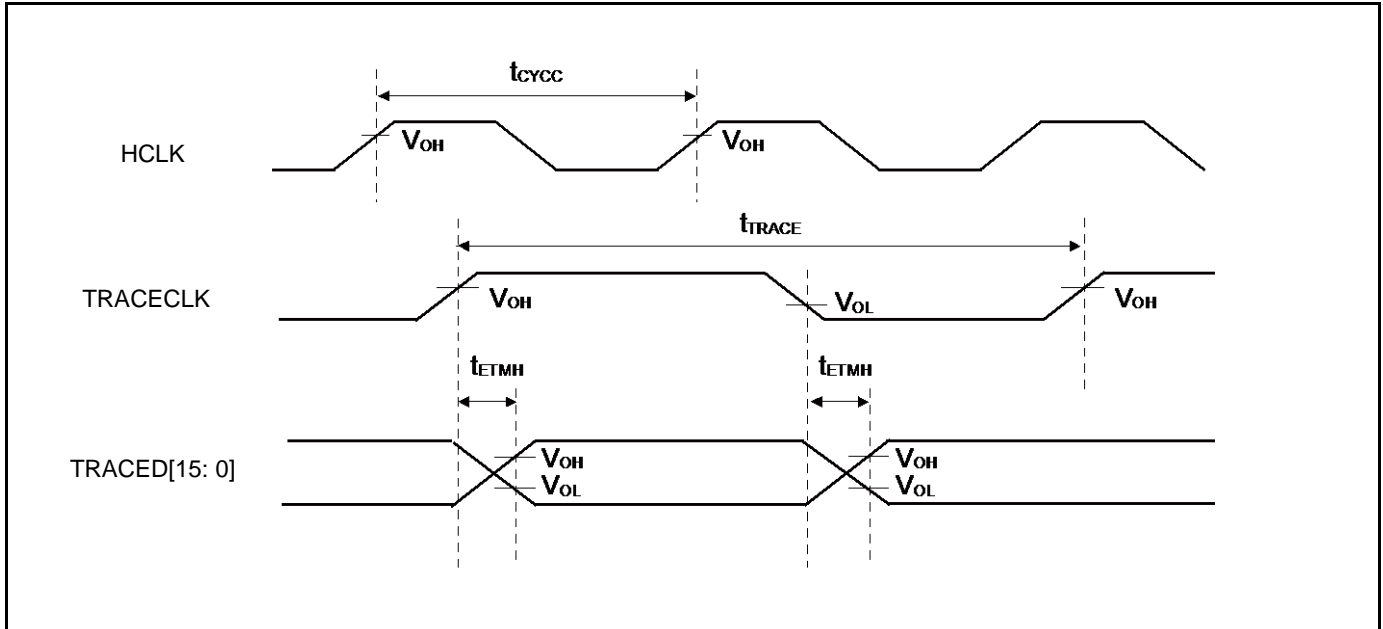 tCYCC
HCLK
VOH VOH
tTRACE
TRACECLK
VOH VOL VOH
tETMH tETMH
TRACED[15: 0]
VOH VOH
VOL VOL